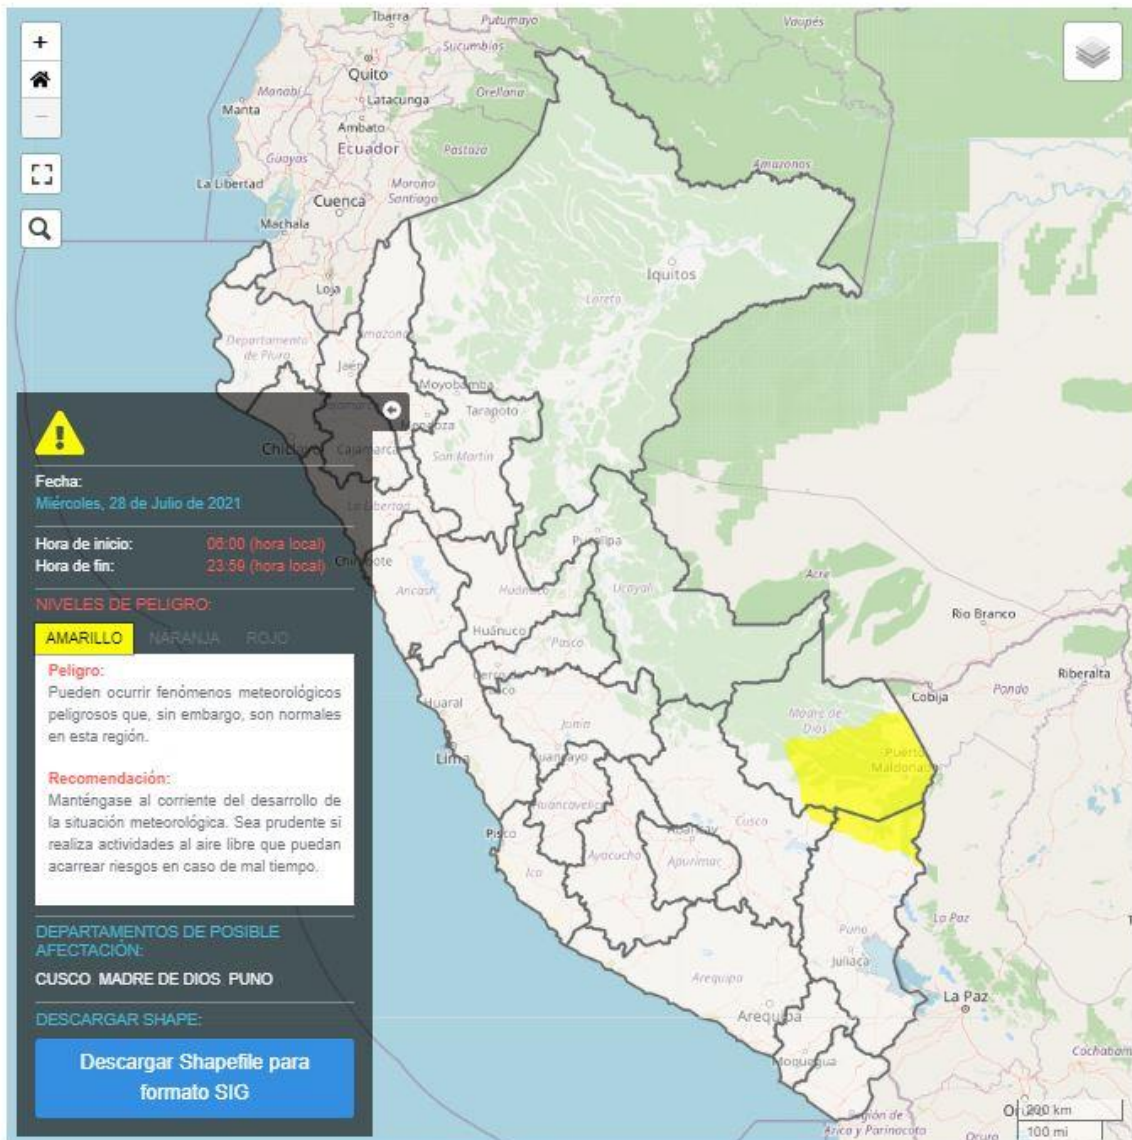 Ibarra
Putumayo
Vaupés
Sucumbíos
Quito
Orellana
Manabí
Latacunga
Manta
Ambato
Ecuador
Pastaza
Guayas
Amazonas
La Libertad
Morona
Santiago
Cuenca
Machala
Iquitos
Loja
Loreto
Departamento
de Piura
Amazonas
Jaén
Moyobamba
Tarapoto
Chiclayo
Cajamarca
San Martín
La Libertad
Chimbote
Ancash
Pucallpa
Huánuco
Ucayali
Acre
Rio Branco
Huánuco
Pasco
Cerro de
Pasco
Cobija
Pando
Riberalta
Huaral
Junín
Madre de
Dios
Puerto
Maldonado
Lima
Huancayo
Huancavelica
Cusco
Abancay
Pisco
Ayacucho
Apurímac
Ica
La Paz
Puno
Juliaca
Arequipa
La Paz
Arequipa
Moquegua
Cochabamba
Oruro
Región de
Arica y Parinacota
Oruro
200 km
100 mi
+
−
Fecha:
Miércoles, 28 de Julio de 2021
Hora de inicio: 06:00 (hora local)
Hora de fin: 23:59 (hora local)
NIVELES DE PELIGRO:
AMARILLO NARANJA ROJO
Peligro:
Pueden ocurrir fenómenos meteorológicos
peligrosos que, sin embargo, son normales
en esta región.
Recomendación:
Manténgase al corriente del desarrollo de
la situación meteorológica. Sea prudente si
realiza actividades al aire libre que puedan
acarrear riesgos en caso de mal tiempo.
DEPARTAMENTOS DE POSIBLE
AFECTACIÓN:
CUSCO MADRE DE DIOS PUNO
DESCARGAR SHAPE:
Descargar Shapefile para
formato SIG